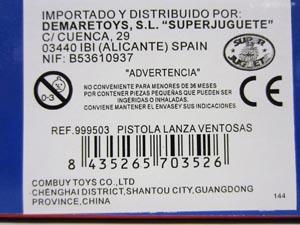 IMPORTADO Y DISTRIBUIDO POR:
DEMARETOYS, S.L. "SUPERJUGUETE"
C/ CUENCA, 29
03440 IBI (ALICANTE) SPAIN
NIF: B53610937
SUPER
JUGUETE
"ADVERTENCIA"
0-3
NO CONVENIENTE PARA MENORES DE 36 MESES
POR CONTENER PIEZAS PEQUEÑAS QUE PUEDEN SER
INGERIDAS O INHALADAS.
CONVIENE MANTENER EL ENVASE Y SUS INDICACIONES
CE
REF.999503 PISTOLA LANZA VENTOSAS
8 435265 703526
COMBUY TOYS CO.,LTD
CHENGHAI DISTRICT,SHANTOU CITY,GUANGDONG
PROVINCE,CHINA
144